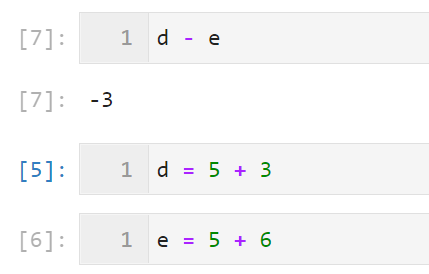 [7]: 1 d - e
[7]: -3
[5]: 1 d = 5 + 3
[6]: 1 e = 5 + 6